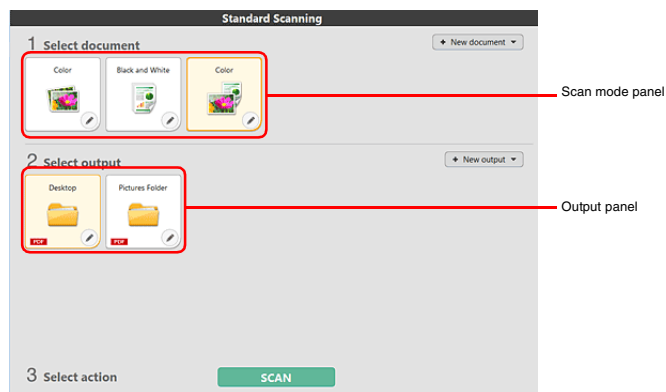 Standard Scanning
1 Select document
+ New document
Color
Black and White
Color
Scan mode panel
2 Select output
+ New output
Desktop
Pictures Folder
PDF
PDF
Output panel
3 Select action
SCAN